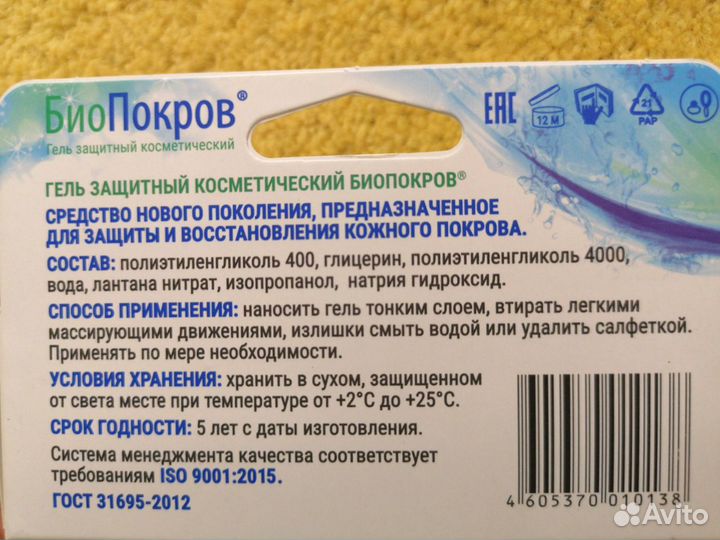 БиоПокров®
Гель защитный косметический
EAC
12 M
21
PAP
ГЕЛЬ ЗАЩИТНЫЙ КОСМЕТИЧЕСКИЙ БИОПОКРОВ®
СРЕДСТВО НОВОГО ПОКОЛЕНИЯ, ПРЕДНАЗНАЧЕННОЕ
ДЛЯ ЗАЩИТЫ И ВОССТАНОВЛЕНИЯ КОЖНОГО ПОКРОВА.
СОСТАВ: полиэтиленгликоль 400, глицерин, полиэтиленгликоль 4000,
вода, лантана нитрат, изопропанол, натрия гидроксид.
СПОСОБ ПРИМЕНЕНИЯ: наносить гель тонким слоем, втирать легкими
массирующими движениями, излишки смыть водой или удалить салфеткой.
Применять по мере необходимости.
УСЛОВИЯ ХРАНЕНИЯ: хранить в сухом, защищенном
от света месте при температуре от +2°С до +25°С.
СРОК ГОДНОСТИ: 5 лет с даты изготовления.
Система менеджмента качества соответствует
требованиям ISO 9001:2015.
ГОСТ 31695-2012
4 605370 010138
Avito